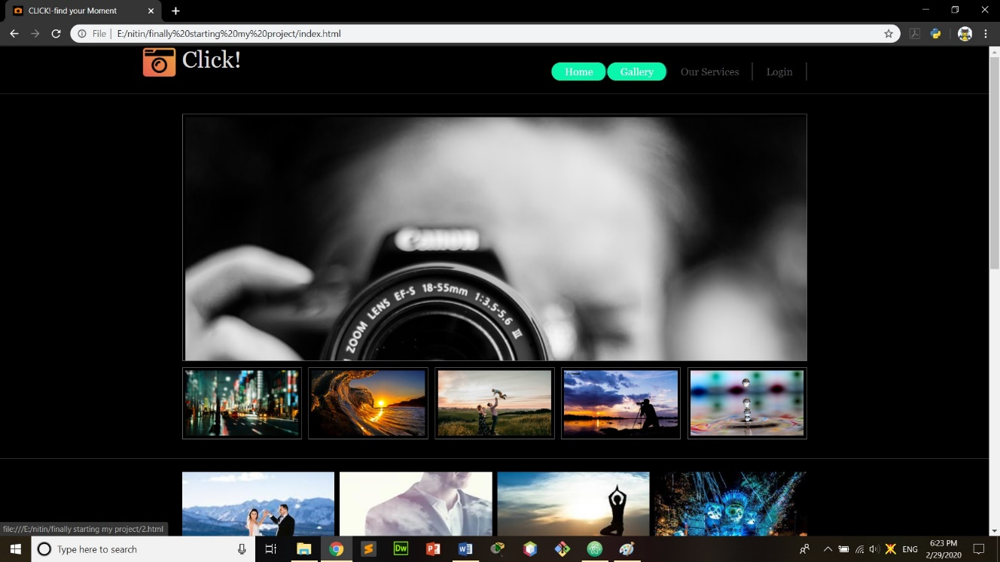 CLICK!-find your Moment
File E:/nitin/finally%20starting%20my%20project/index.html
Click!
Home Gallery Our Services Login
Canon
ZOOM LENS EF-S 18-55mm 1:3.5-5.6 III
file:///E:/nitin/finally starting my project/2.html
Type here to search
ENG
6:23 PM
2/29/2020